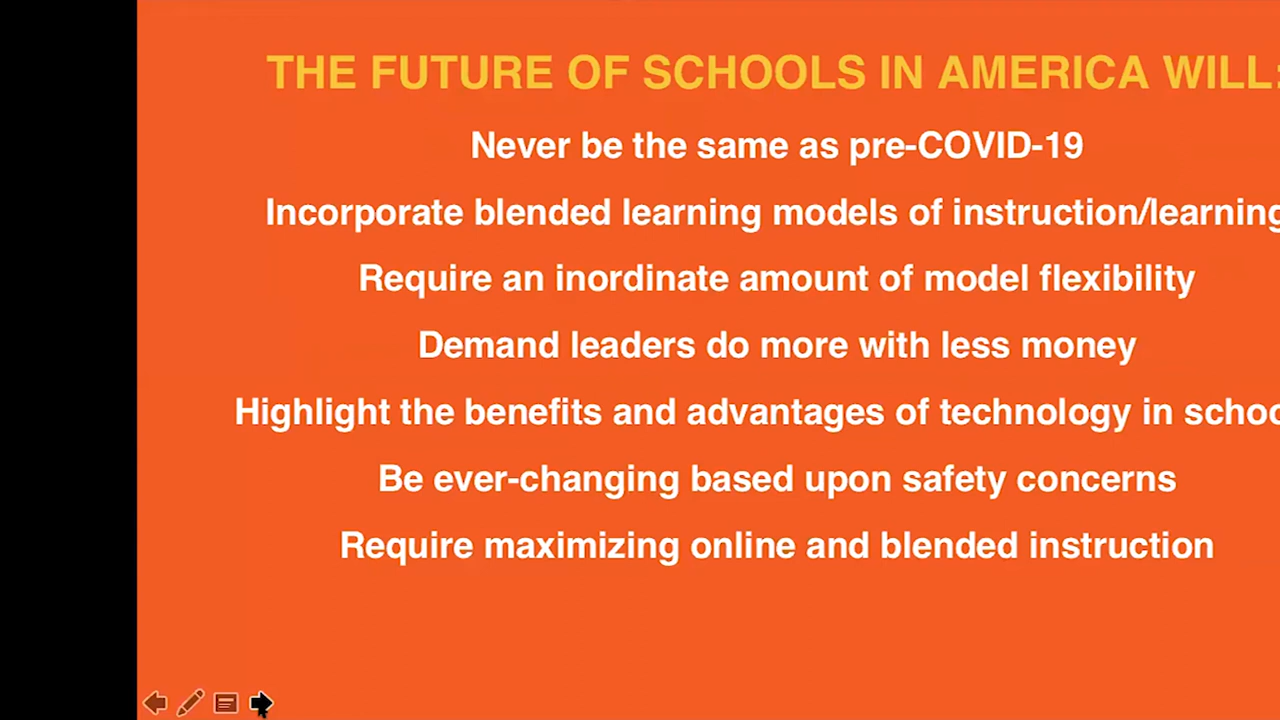 THE FUTURE OF SCHOOLS IN AMERICA WILL:
Never be the same as pre-COVID-19
Incorporate blended learning models of instruction/learning
Require an inordinate amount of model flexibility
Demand leaders do more with less money
Highlight the benefits and advantages of technology in
Be ever-changing based upon safety concerns
Require maximizing online and blended instruction